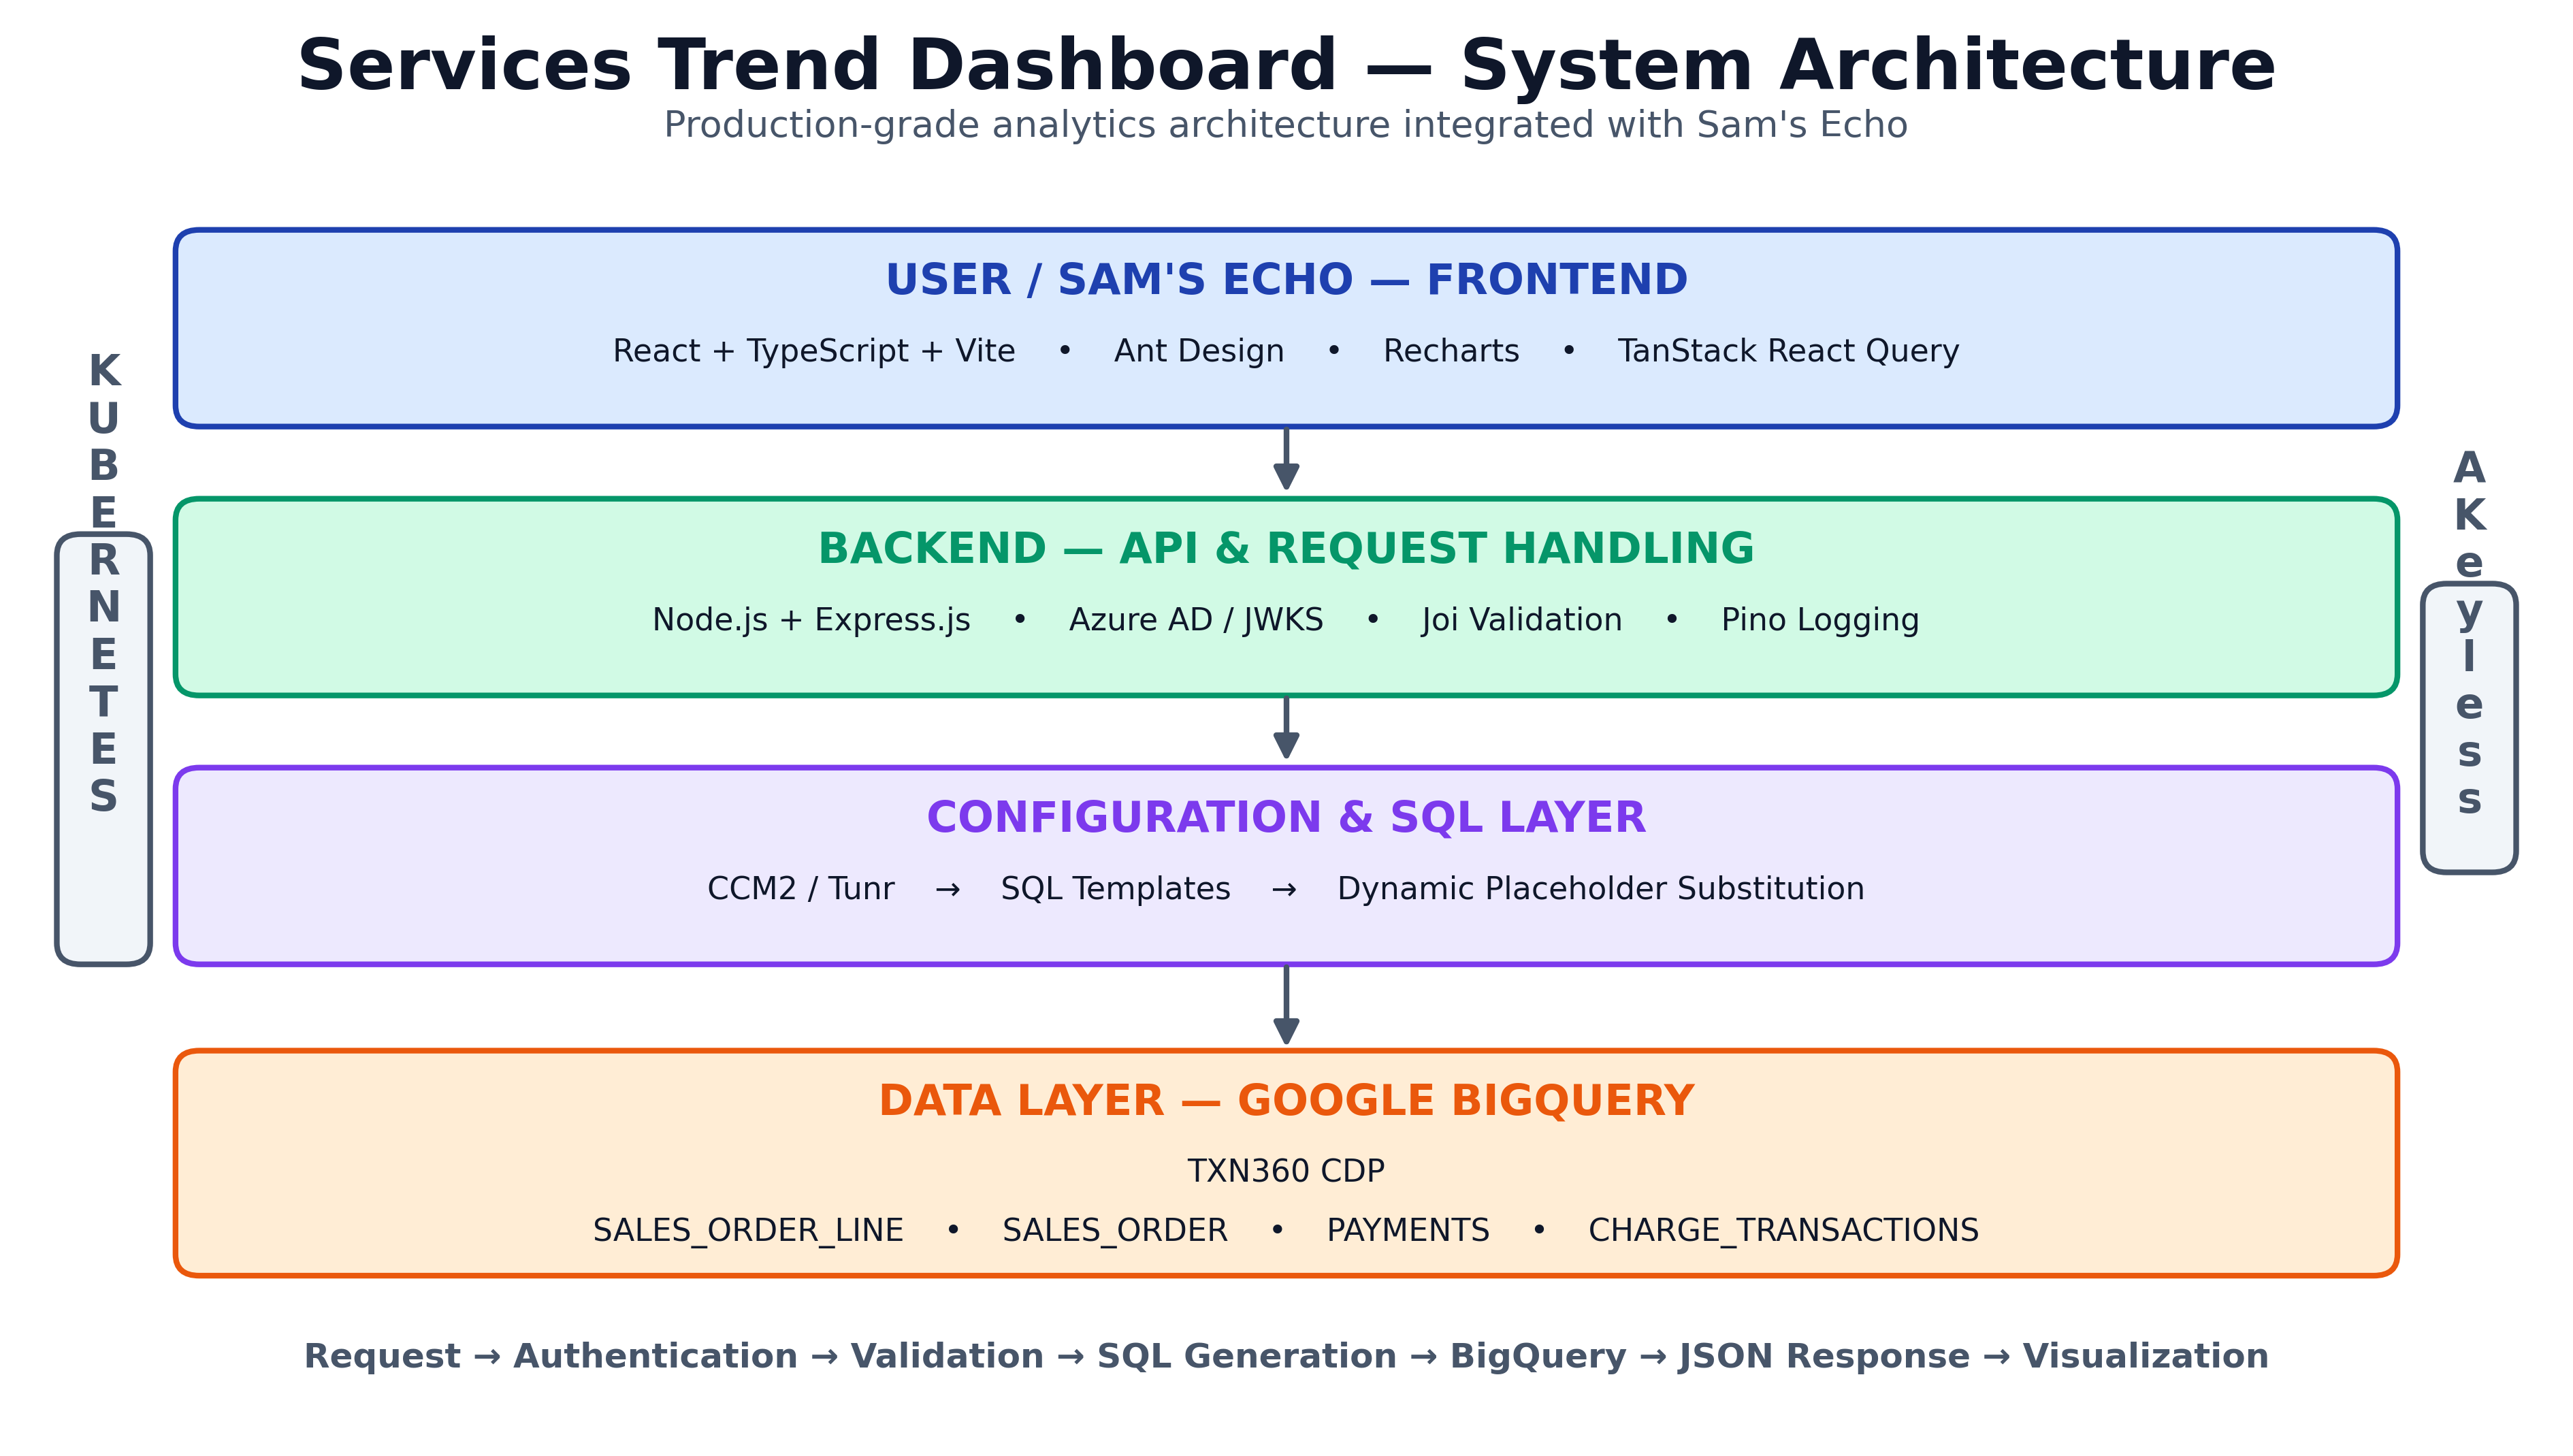 Services Trend Dashboard — System Architecture
Production-grade analytics architecture integrated with Sam's Echo
USER / SAM'S ECHO — FRONTEND
React + TypeScript + Vite • Ant Design • Recharts • TanStack React Query
KUBERNETES
BACKEND — API & REQUEST HANDLING
Node.js + Express.js • Azure AD / JWKS • Joi Validation • Pino Logging
AKeyless
CONFIGURATION & SQL LAYER
CCM2 / Tunr → SQL Templates → Dynamic Placeholder Substitution
DATA LAYER — GOOGLE BIGQUERY
TXN360 CDP
SALES_ORDER_LINE • SALES_ORDER • PAYMENTS • CHARGE_TRANSACTIONS
Request → Authentication → Validation → SQL Generation → BigQuery → JSON Response → Visualization